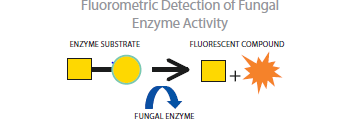 Fluorometric Detection of Fungal
Enzyme Activity
ENZYME SUBSTRATE
FLUORESCENT COMPOUND
+
FUNGAL ENZYME